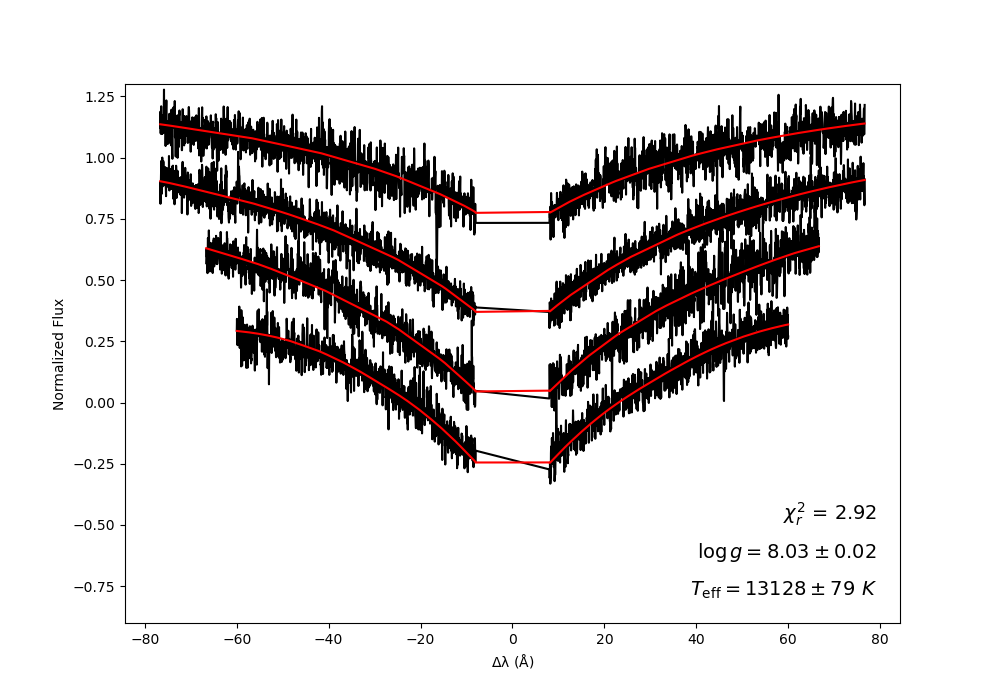 1.25
1.00
0.75
0.50
0.25
0.00
−0.25
−0.50
−0.75
Normalized Flux
χ²ᵣ = 2.92
log g = 8.03 ± 0.02
T_eff = 13128 ± 79 K
−80 −60 −40 −20 0 20 40 60 80
Δλ (Å)